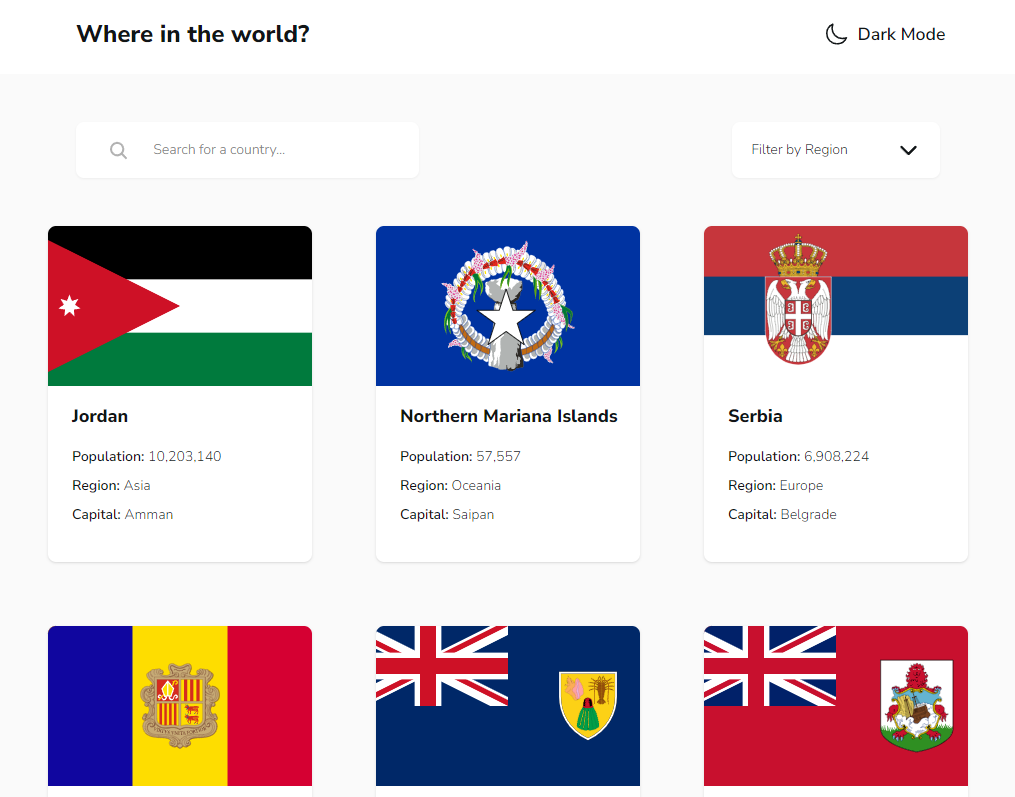 Where in the world?
Dark Mode
Search for a country...
Filter by Region
Jordan
Population: 10,203,140
Region: Asia
Capital: Amman
Northern Mariana Islands
Population: 57,557
Region: Oceania
Capital: Saipan
Serbia
Population: 6,908,224
Region: Europe
Capital: Belgrade